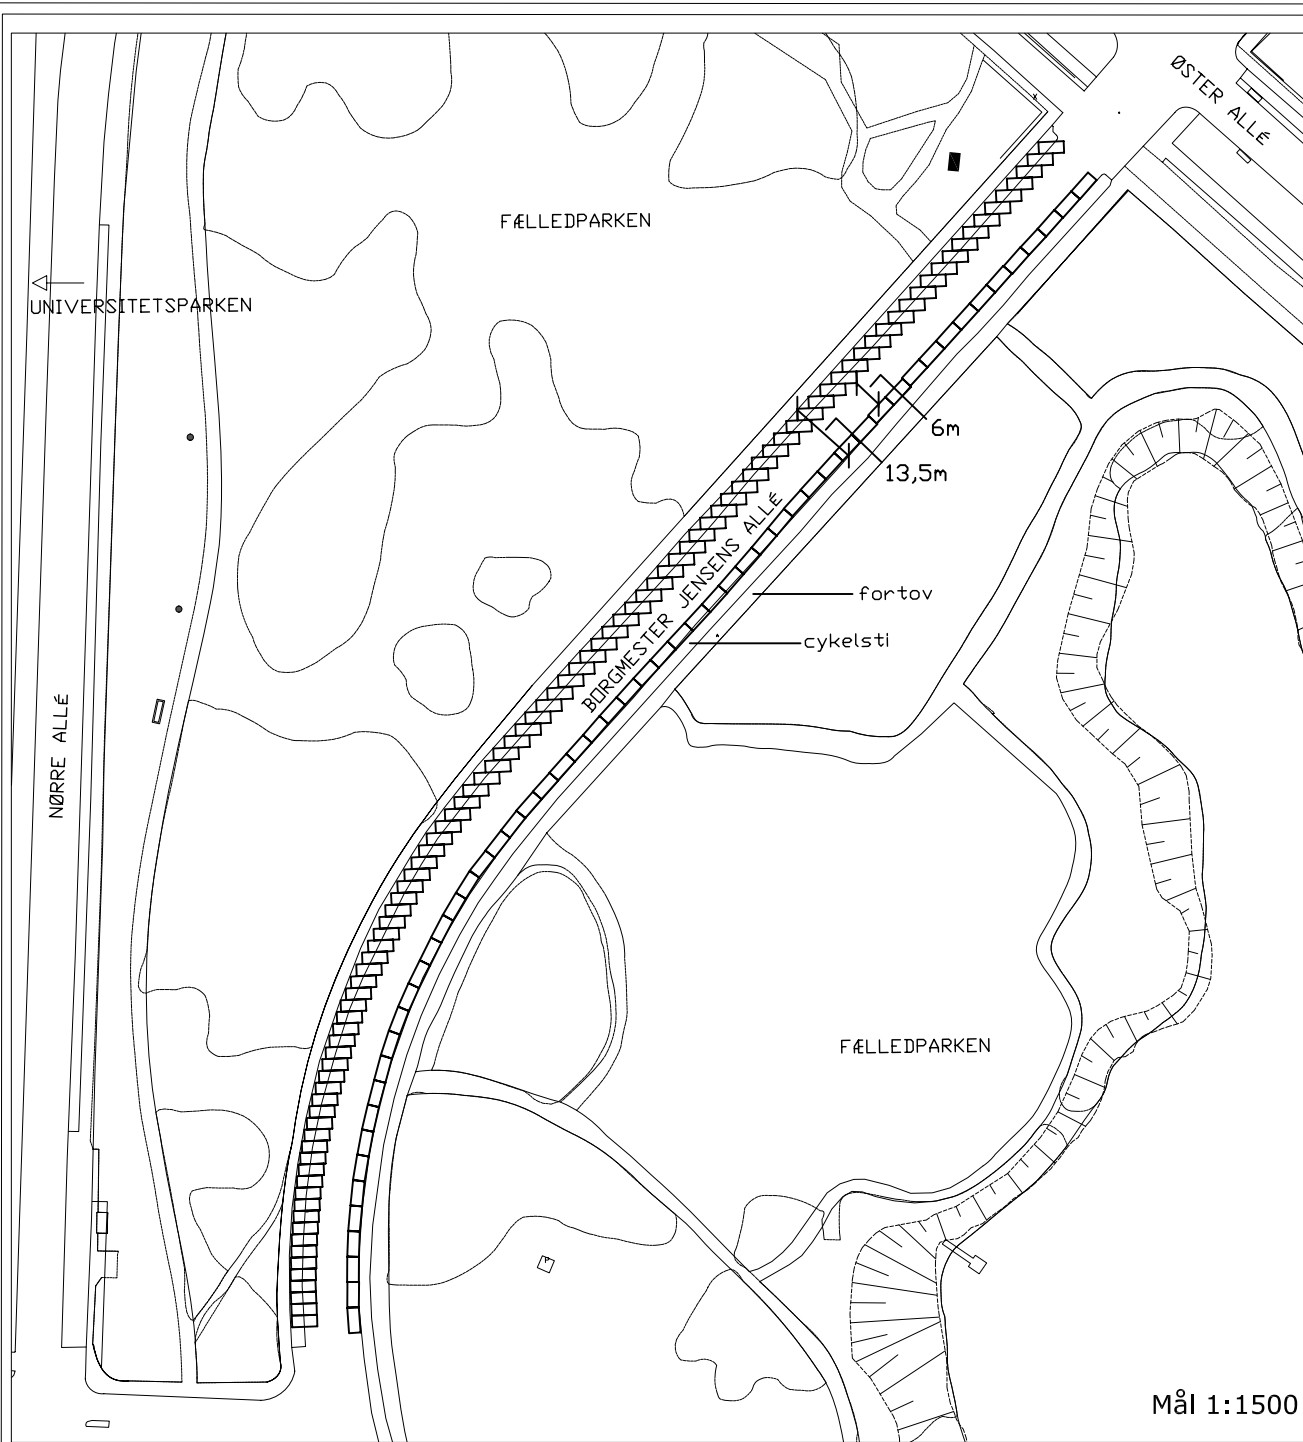 ØSTER ALLÉ
FÆLLEDPARKEN
UNIVERSITETSPARKEN
6m
13,5m
BORGMESTER JENSENS ALLÉ
fortov
cykelsti
NØRRE ALLÉ
FÆLLEDPARKEN
Mål 1:1500